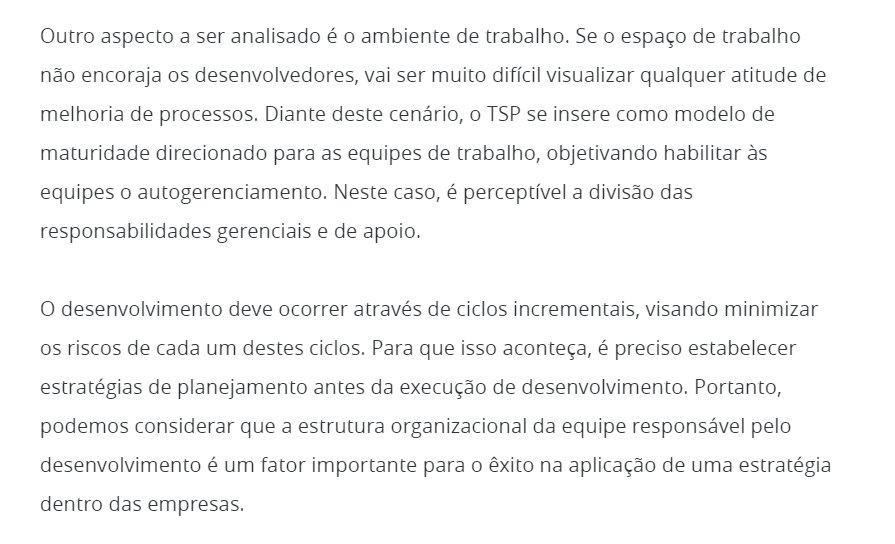 Outro aspecto a ser analisado é o ambiente de trabalho. Se o espaço de trabalho
não encoraja os desenvolvedores, vai ser muito difícil visualizar qualquer atitude de
melhoria de processos. Diante deste cenário, o TSP se insere como modelo de
maturidade direcionado para as equipes de trabalho, objetivando habilitar às
equipes o autogerenciamento. Neste caso, é perceptível a divisão das
responsabilidades gerenciais e de apoio.
O desenvolvimento deve ocorrer através de ciclos incrementais, visando minimizar
os riscos de cada um destes ciclos. Para que isso aconteça, é preciso estabelecer
estratégias de planejamento antes da execução de desenvolvimento. Portanto,
podemos considerar que a estrutura organizacional da equipe responsável pelo
desenvolvimento é um fator importante para o êxito na aplicação de uma estratégia
dentro das empresas.